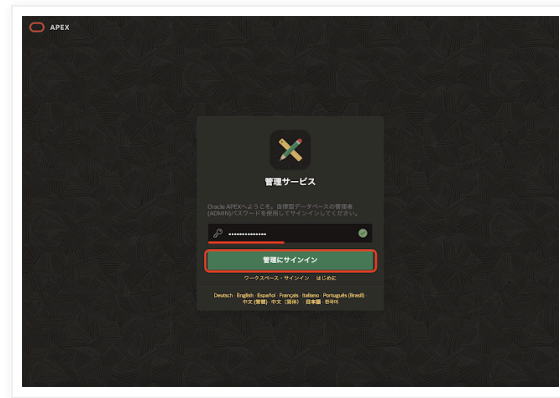 APEX
管理サービス
Oracle APEXへようこそ。自律型データベースの管理者
(ADMIN)パスワードを使用してサインインしてください。
管理にサインイン
ワークスペース・サインイン はじめに
Deutsch English Español Français Italiano Português (Brasil)
中文 (繁體) 中文 (简体) 日本語 한국어